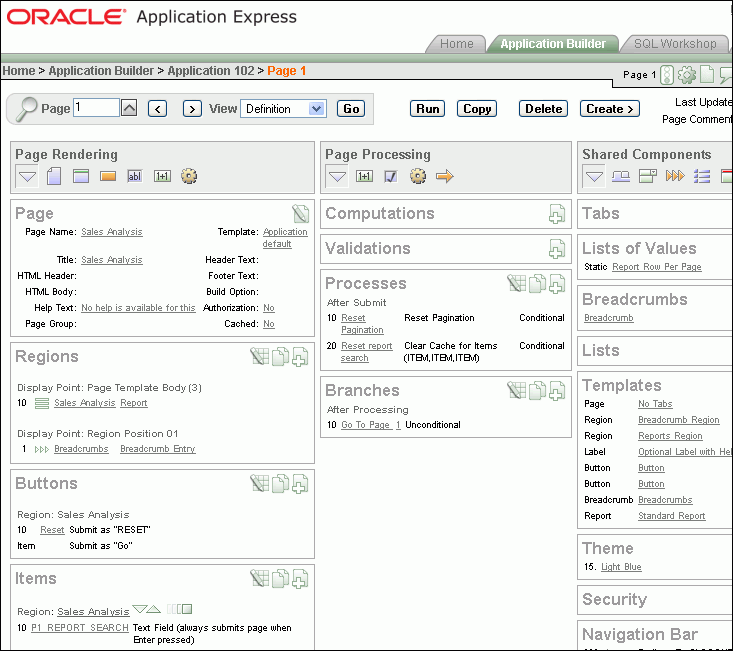 ORACLE® Application Express
Home Application Builder SQL Workshop
Home > Application Builder > Application 102 > Page 1
Page 1
Page 1 < > View Definition Go Run Copy Delete Create >
Last Update
Page Comment
Page Rendering
Page
Page Name: Sales Analysis Template: Application default
Title: Sales Analysis Header Text:
HTML Header: Footer Text:
HTML Body: Build Option:
Help Text: No help is available for this Authorization: No
Page Group: Cached: No
Regions
Display Point: Page Template Body (3)
10 Sales Analysis Report
Display Point: Region Position 01
1 Breadcrumbs Breadcrumb Entry
Buttons
Region: Sales Analysis
10 Reset Submit as "RESET"
Item Submit as "Go"
Items
Region: Sales Analysis
10 P1_REPORT_SEARCH Text Field (always submits page when
Enter pressed)
Page Processing
Computations
Validations
Processes
After Submit
10 Reset Pagination Reset Pagination Conditional
20 Reset report search Clear Cache for Items (ITEM,ITEM,ITEM) Conditional
Branches
After Processing
10 Go To Page 1 Unconditional
Shared Components
Tabs
Lists of Values
Static Report Row Per Page
Breadcrumbs
Breadcrumb
Lists
Templates
Page No Tabs
Region Breadcrumb Region
Region Reports Region
Label Optional Label with Hel
Button Button
Button Button
Breadcrumb Breadcrumbs
Report Standard Report
Theme
15. Light Blue
Security
Navigation Bar